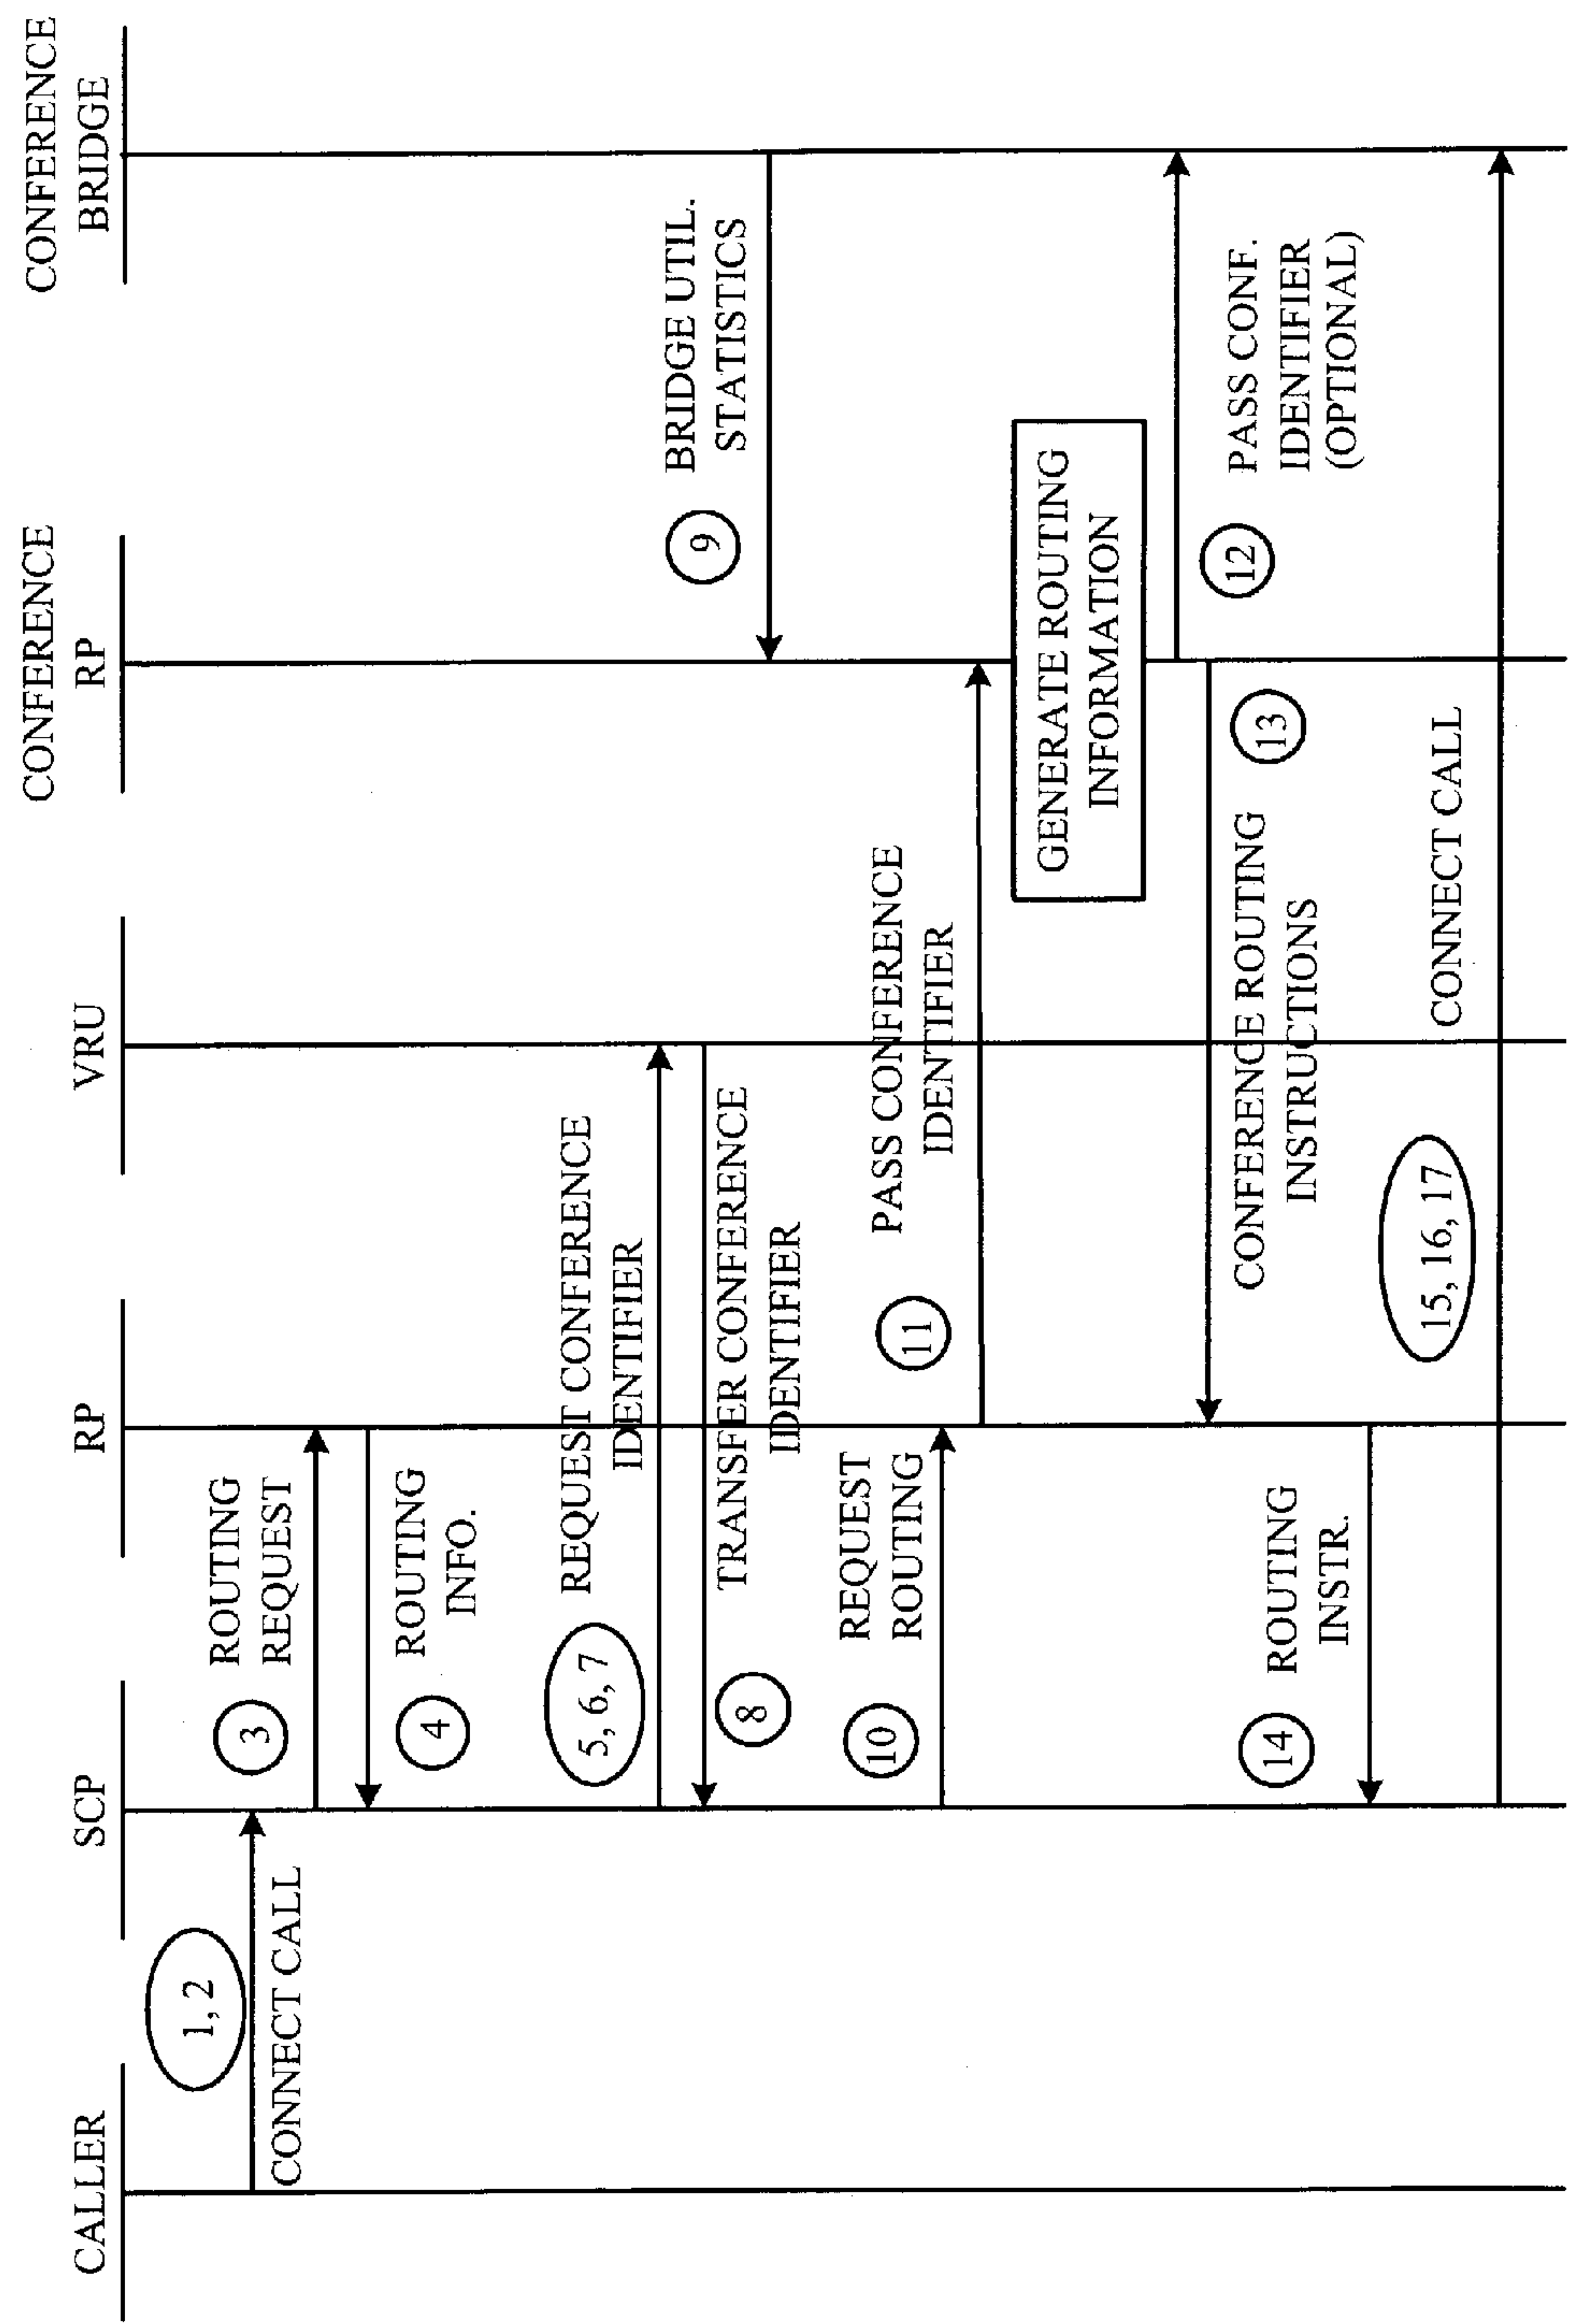 CALLER
SCP
RP
VRU
CONFERENCE
RP
CONFERENCE
BRIDGE
1, 2
CONNECT CALL
3
ROUTING
REQUEST
4
ROUTING
INFO.
5, 6, 7
REQUEST CONFERENCE
IDENTIFIER
8
TRANSFER CONFERENCE
IDENTIFIER
9
BRIDGE UTIL.
STATISTICS
10
REQUEST
ROUTING
11
PASS CONFERENCE
IDENTIFIER
GENERATE ROUTING
INFORMATION
12
PASS CONF.
IDENTIFIER
(OPTIONAL)
13
CONFERENCE ROUTING
INSTRUCTIONS
14
ROUTING
INSTR.
15, 16, 17
CONNECT CALL